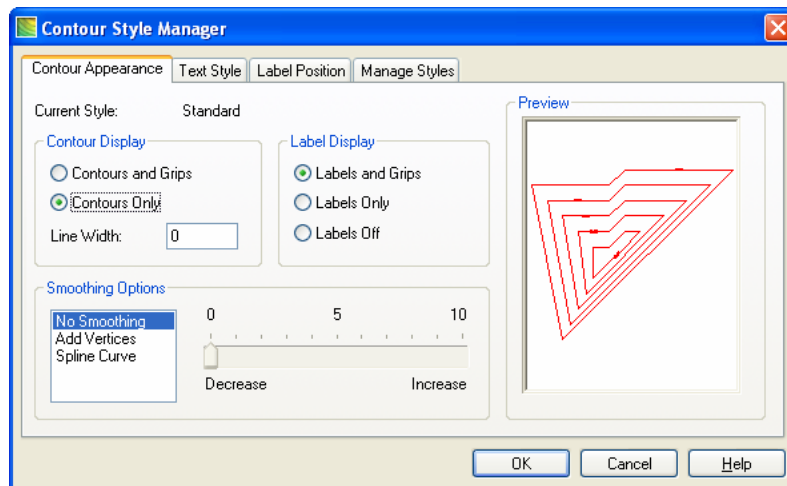 Contour Style Manager
Contour Appearance
Text Style
Label Position
Manage Styles
Current Style: Standard
Contour Display
Contours and Grips
Contours Only
Line Width: 0
Label Display
Labels and Grips
Labels Only
Labels Off
Smoothing Options
No Smoothing
Add Vertices
Spline Curve
0 5 10
Decrease Increase
Preview
OK
Cancel
Help